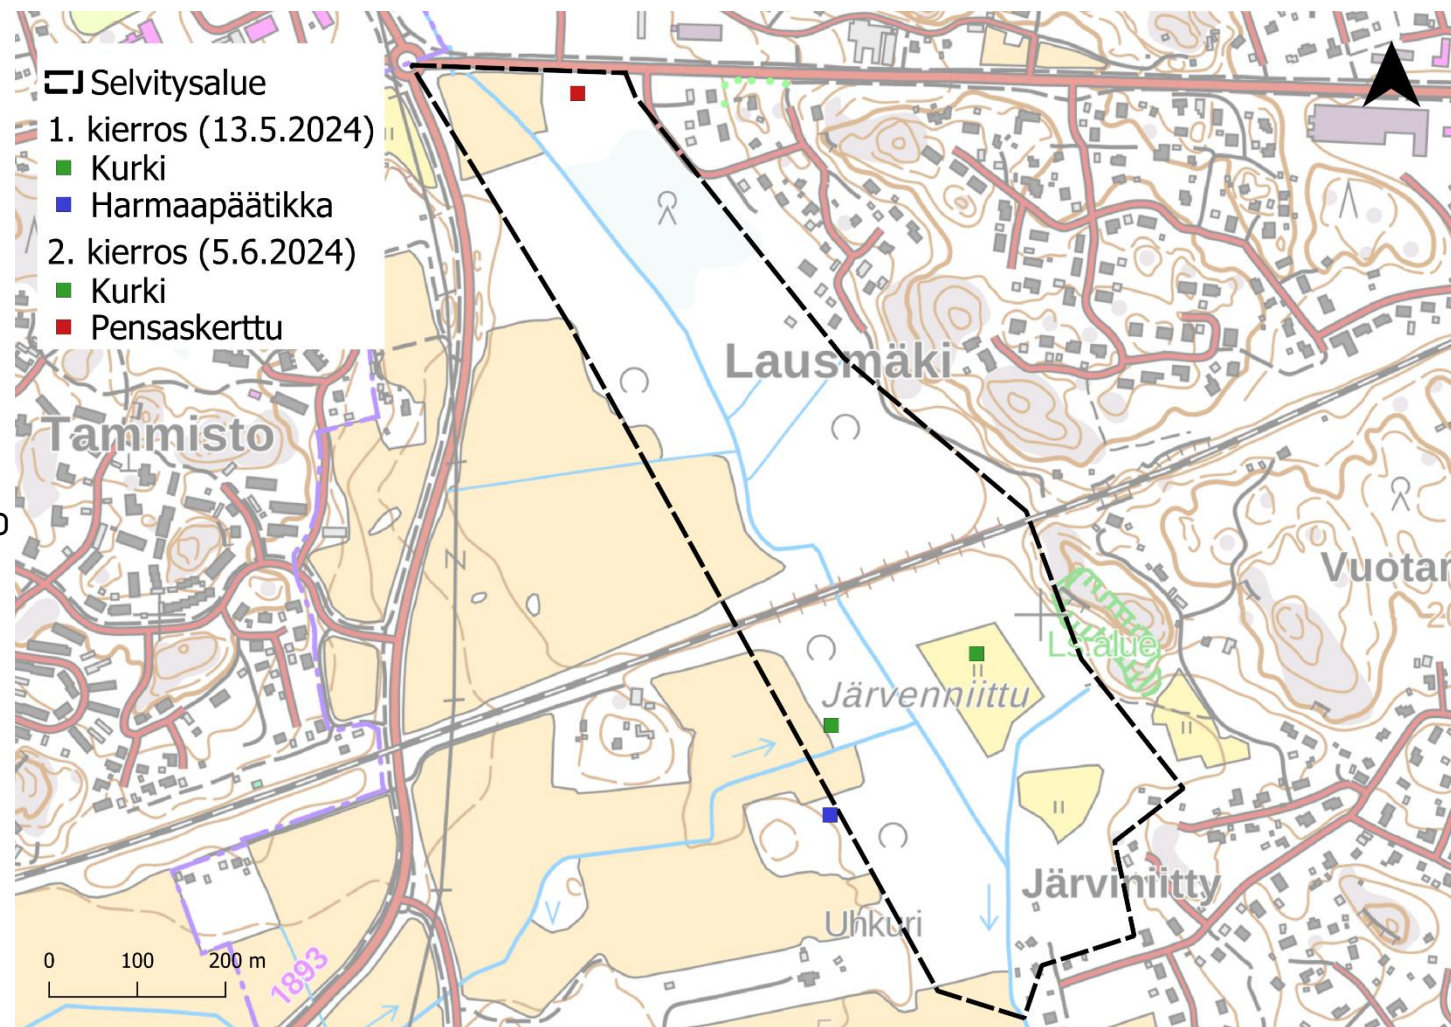 Selvitysalue
1. kierros (13.5.2024)
Kurki
Harmaapäätikka
2. kierros (5.6.2024)
Kurki
Pensaskerttu
Lausmäki
Tammisto
Vuotar
Ls.alue
Järvenniittu
Järviniitty
Uhkuri
1893
0 100 200 m